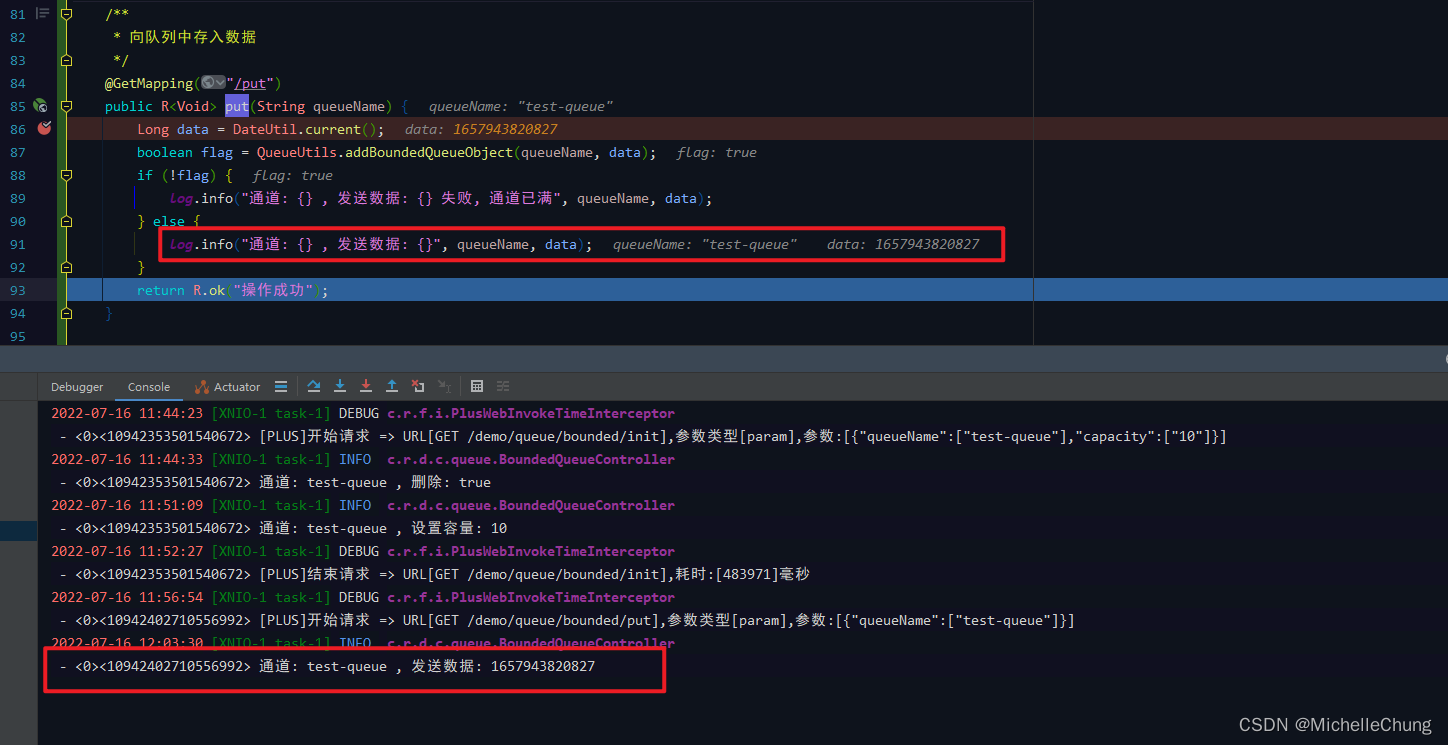 81 /**
82 * 向队列中存入数据
83 */
84 @GetMapping("/put")
85 public R<Void> put(String queueName) { queueName: "test-queue"
86 Long data = DateUtil.current(); data: 1657943820827
87 boolean flag = QueueUtils.addBoundedQueueObject(queueName, data); flag: true
88 if (!flag) { flag: true
89 log.info("通道: {} , 发送数据: {} 失败, 通道已满", queueName, data);
90 } else {
91 log.info("通道: {} , 发送数据: {}", queueName, data); queueName: "test-queue" data: 1657943820827
92 }
93 return R.ok("操作成功");
94 }
95
Debugger Console Actuator
2022-07-16 11:44:23 [XNIO-1 task-1] DEBUG c.r.f.i.PlusWebInvokeTimeInterceptor
- <0><10942353501540672> [PLUS]开始请求 => URL[GET /demo/queue/bounded/init],参数类型[param],参数:[{"queueName":["test-queue"],"capacity":["10"]}]
2022-07-16 11:44:33 [XNIO-1 task-1] INFO c.r.d.c.queue.BoundedQueueController
- <0><10942353501540672> 通道: test-queue , 删除: true
2022-07-16 11:51:09 [XNIO-1 task-1] INFO c.r.d.c.queue.BoundedQueueController
- <0><10942353501540672> 通道: test-queue , 设置容量: 10
2022-07-16 11:52:27 [XNIO-1 task-1] DEBUG c.r.f.i.PlusWebInvokeTimeInterceptor
- <0><10942353501540672> [PLUS]结束请求 => URL[GET /demo/queue/bounded/init],耗时:[483971]毫秒
2022-07-16 11:56:54 [XNIO-1 task-1] DEBUG c.r.f.i.PlusWebInvokeTimeInterceptor
- <0><10942402710556992> [PLUS]开始请求 => URL[GET /demo/queue/bounded/put],参数类型[param],参数:[{"queueName":["test-queue"]}]
2022-07-16 12:03:30 [XNIO-1 task-1] INFO c.r.d.c.queue.BoundedQueueController
- <0><10942402710556992> 通道: test-queue , 发送数据: 1657943820827
CSDN @MichelleChung